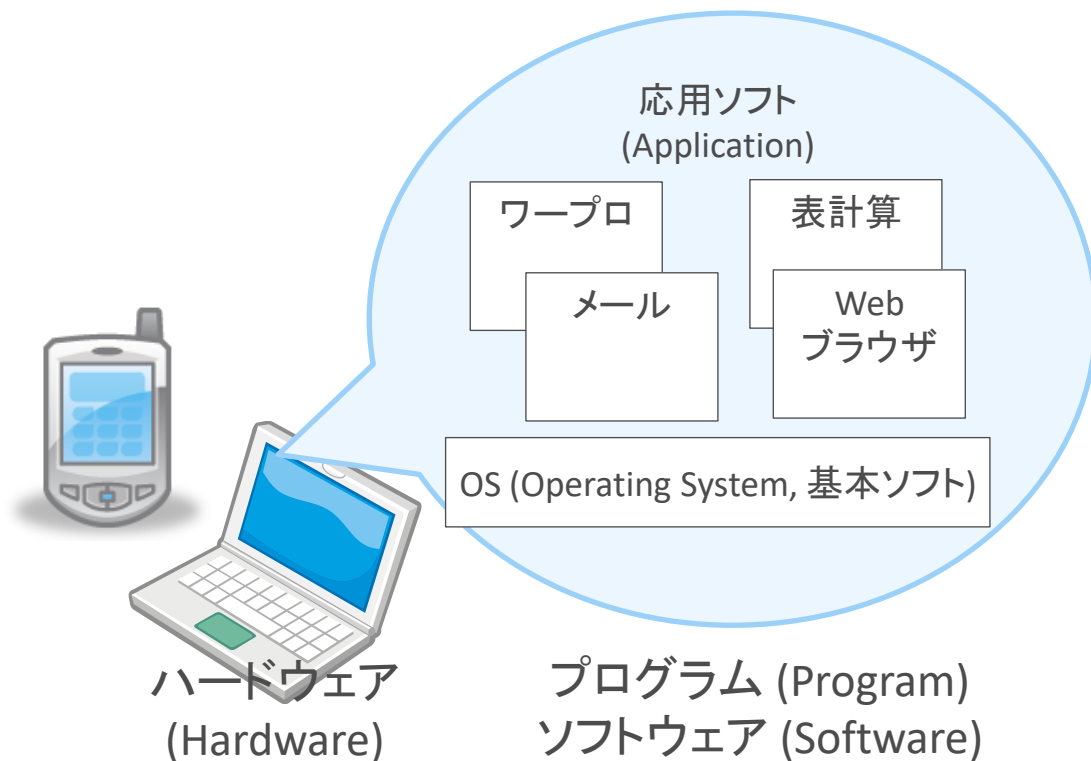 応用ソフト
(Application)
ワープロ
表計算
メール
Web
ブラウザ
OS (Operating System, 基本ソフト)
ハードウェア
(Hardware)
プログラム (Program)
ソフトウェア (Software)